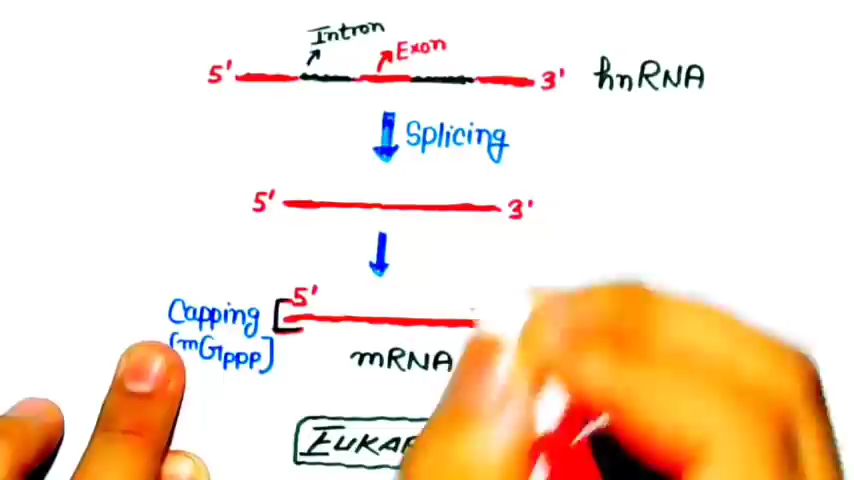 Intron
Exon
5' 3' hnRNA
Splicing
5' 3'
5'
Capping
[mGppp]
mRNA